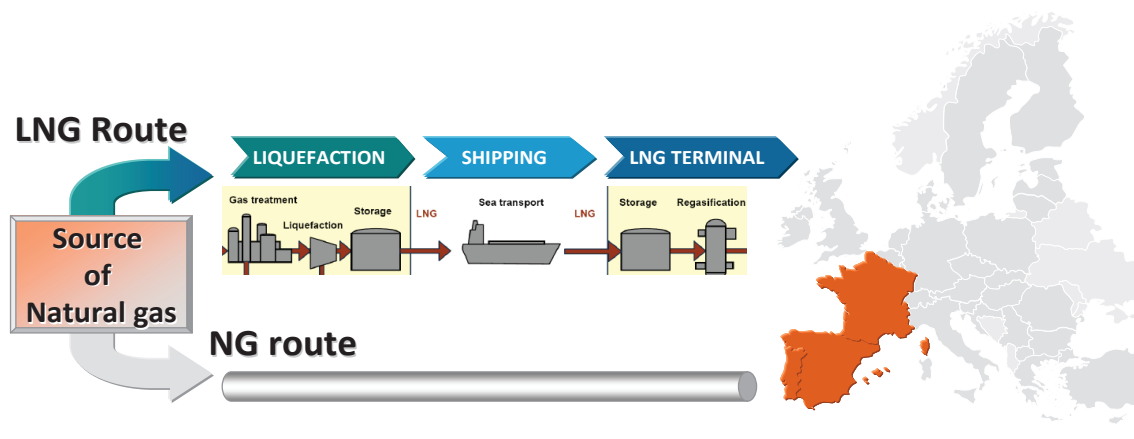 LNG Route
LIQUEFACTION
SHIPPING
LNG TERMINAL
Gas treatment
Liquefaction
Storage
LNG
Sea transport
LNG
Storage
Regasification
Source
of
Natural gas
NG route